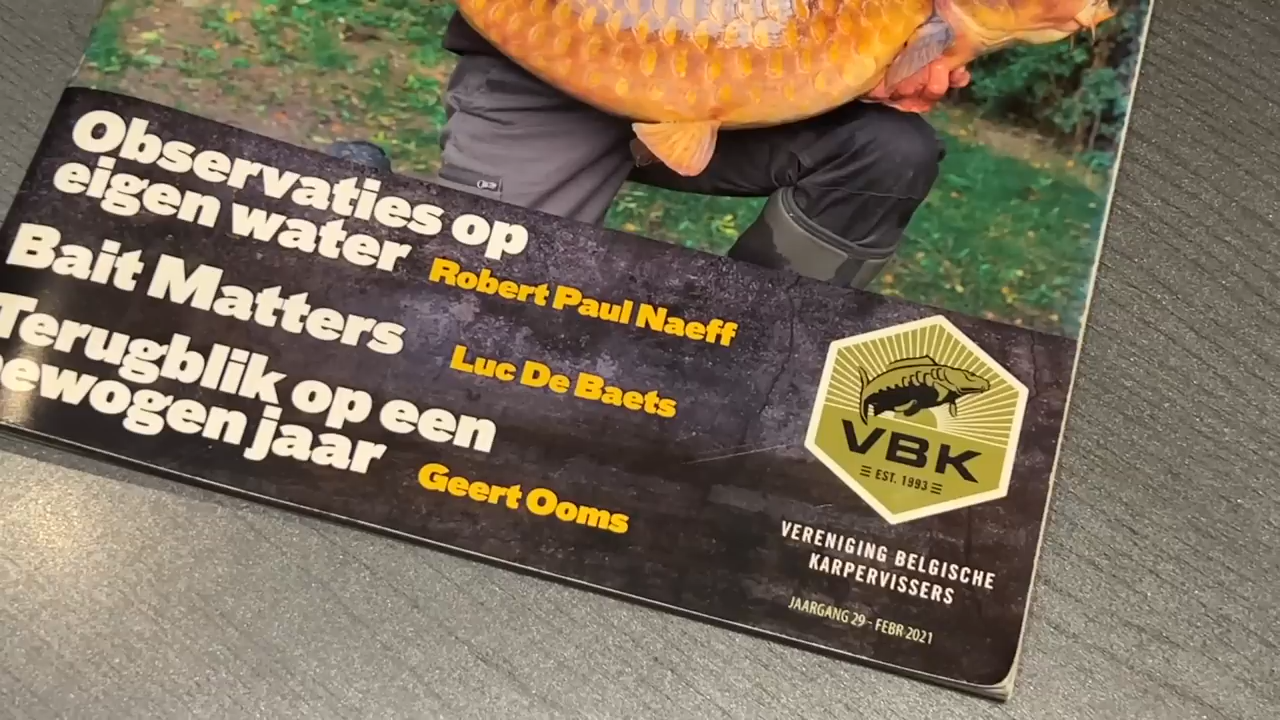 Observaties op
eigen water Robert Paul Naeff
Bait Matters Luc De Baets
Terugblik op een
bewogen jaar Geert Ooms
VBK
EST. 1993
VERENIGING BELGISCHE
KARPERVISSERS
JAARGANG 29 - FEBR 2021